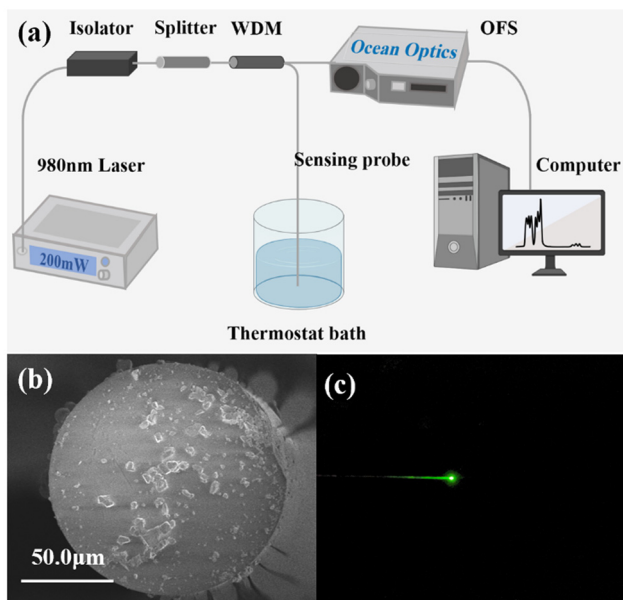 (a)
Isolator
Splitter
WDM
OFS
Ocean Optics
980nm Laser
Sensing probe
Computer
200mW
Thermostat bath
(b)
(c)
50.0μm